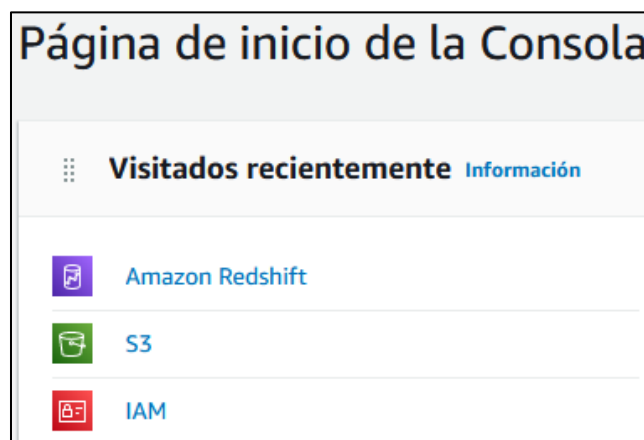 Página de inicio de la Consola
Visitados recientemente Información
Amazon Redshift
S3
IAM